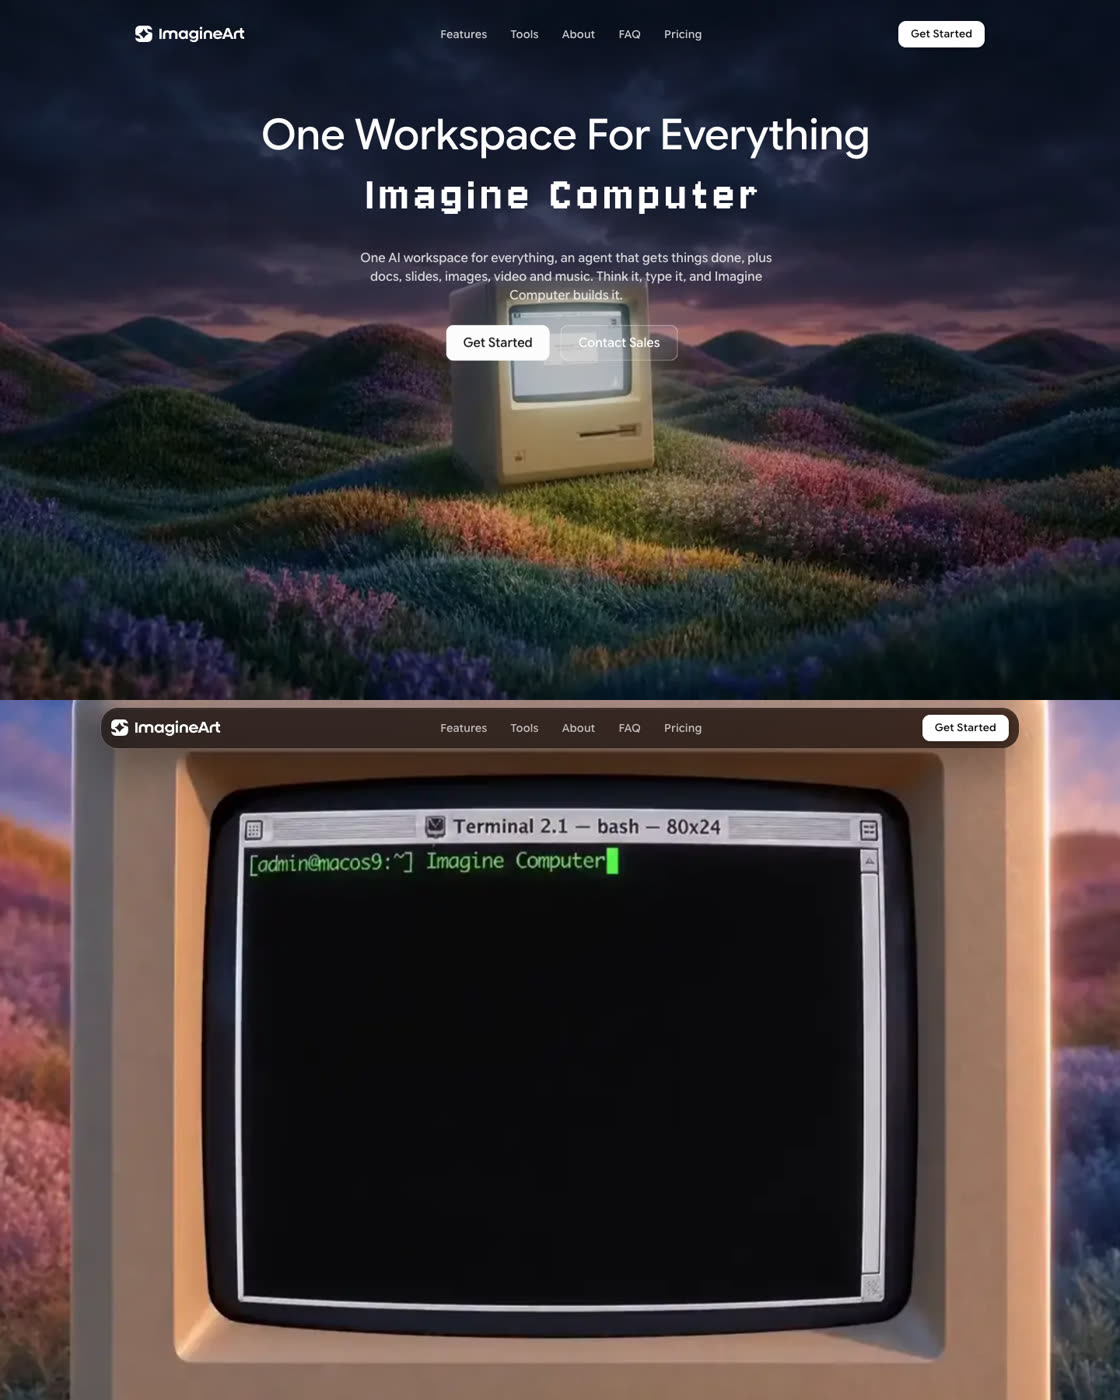 ImagineArt
Features Tools About FAQ Pricing
Get Started
One Workspace For Everything
Imagine Computer
One AI workspace for everything, an agent that gets things done, plus
docs, slides, images, video and music. Think it, type it, and Imagine
Computer builds it.
Get Started
Contact Sales
ImagineArt
Features Tools About FAQ Pricing
Get Started
Terminal 2.1 — bash — 80x24
[admin@macos9:~] Imagine Computer